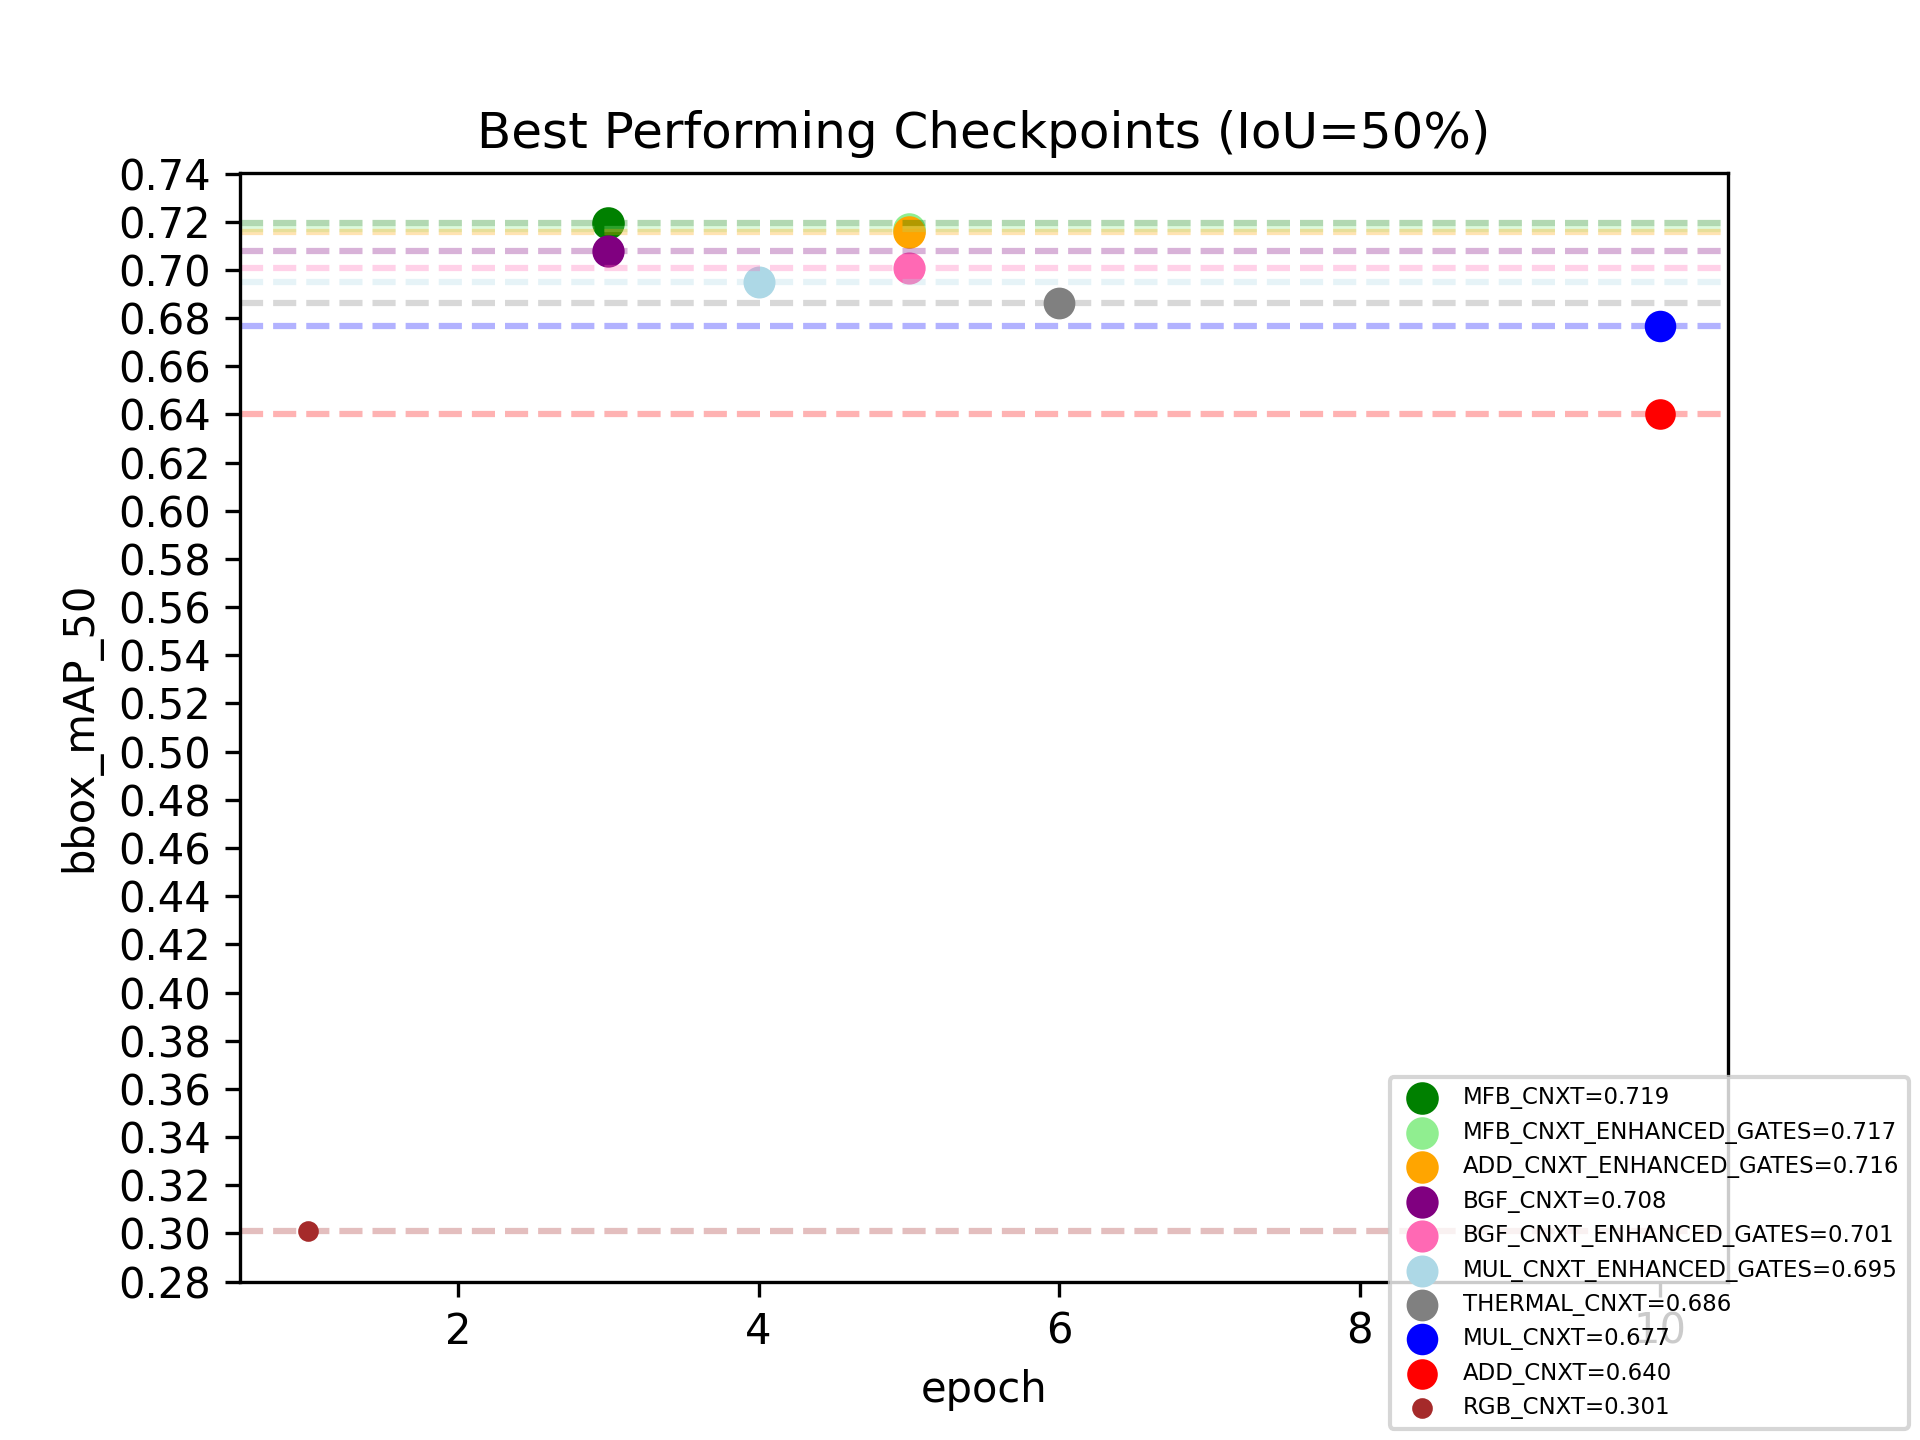 Best Performing Checkpoints (IoU=50%)
0.74
0.72
0.70
0.68
0.66
0.64
0.62
0.60
0.58
0.56
0.54
0.52
0.50
0.48
0.46
0.44
0.42
0.40
0.38
0.36
0.34
0.32
0.30
0.28
bbox_mAP_50
2 4 6 8 10
epoch
MFB_CNXT=0.719
MFB_CNXT_ENHANCED_GATES=0.717
ADD_CNXT_ENHANCED_GATES=0.716
BGF_CNXT=0.708
BGF_CNXT_ENHANCED_GATES=0.701
MUL_CNXT_ENHANCED_GATES=0.695
THERMAL_CNXT=0.686
MUL_CNXT=0.677
ADD_CNXT=0.640
RGB_CNXT=0.301